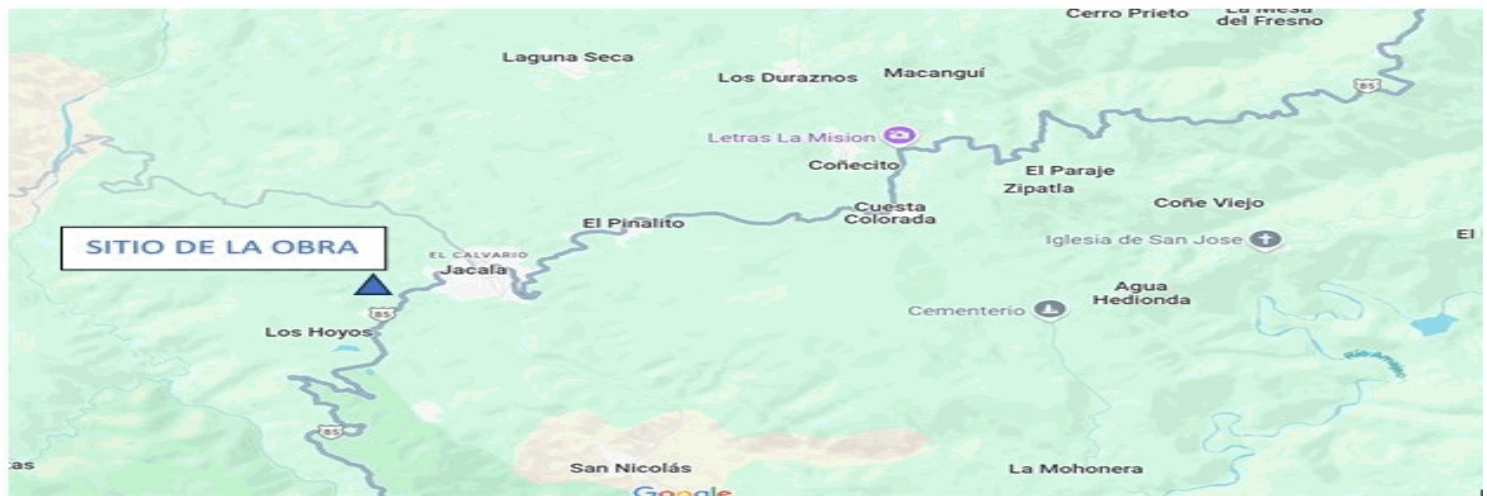 Cerro Prieto
La Mesa
del Fresno
Laguna Seca
Los Duraznos
Macanguí
85
Letras La Mision
Coñecito
El Paraje
Zipatla
Coñe Viejo
El Pinalito
Cuesta
Colorada
Iglesia de San Jose
El
SITIO DE LA OBRA
EL CALVARIO
Jacala
Agua
Hedionda
Cementerio
85
Los Hoyos
85
as
San Nicolás
La Mohonera
Google